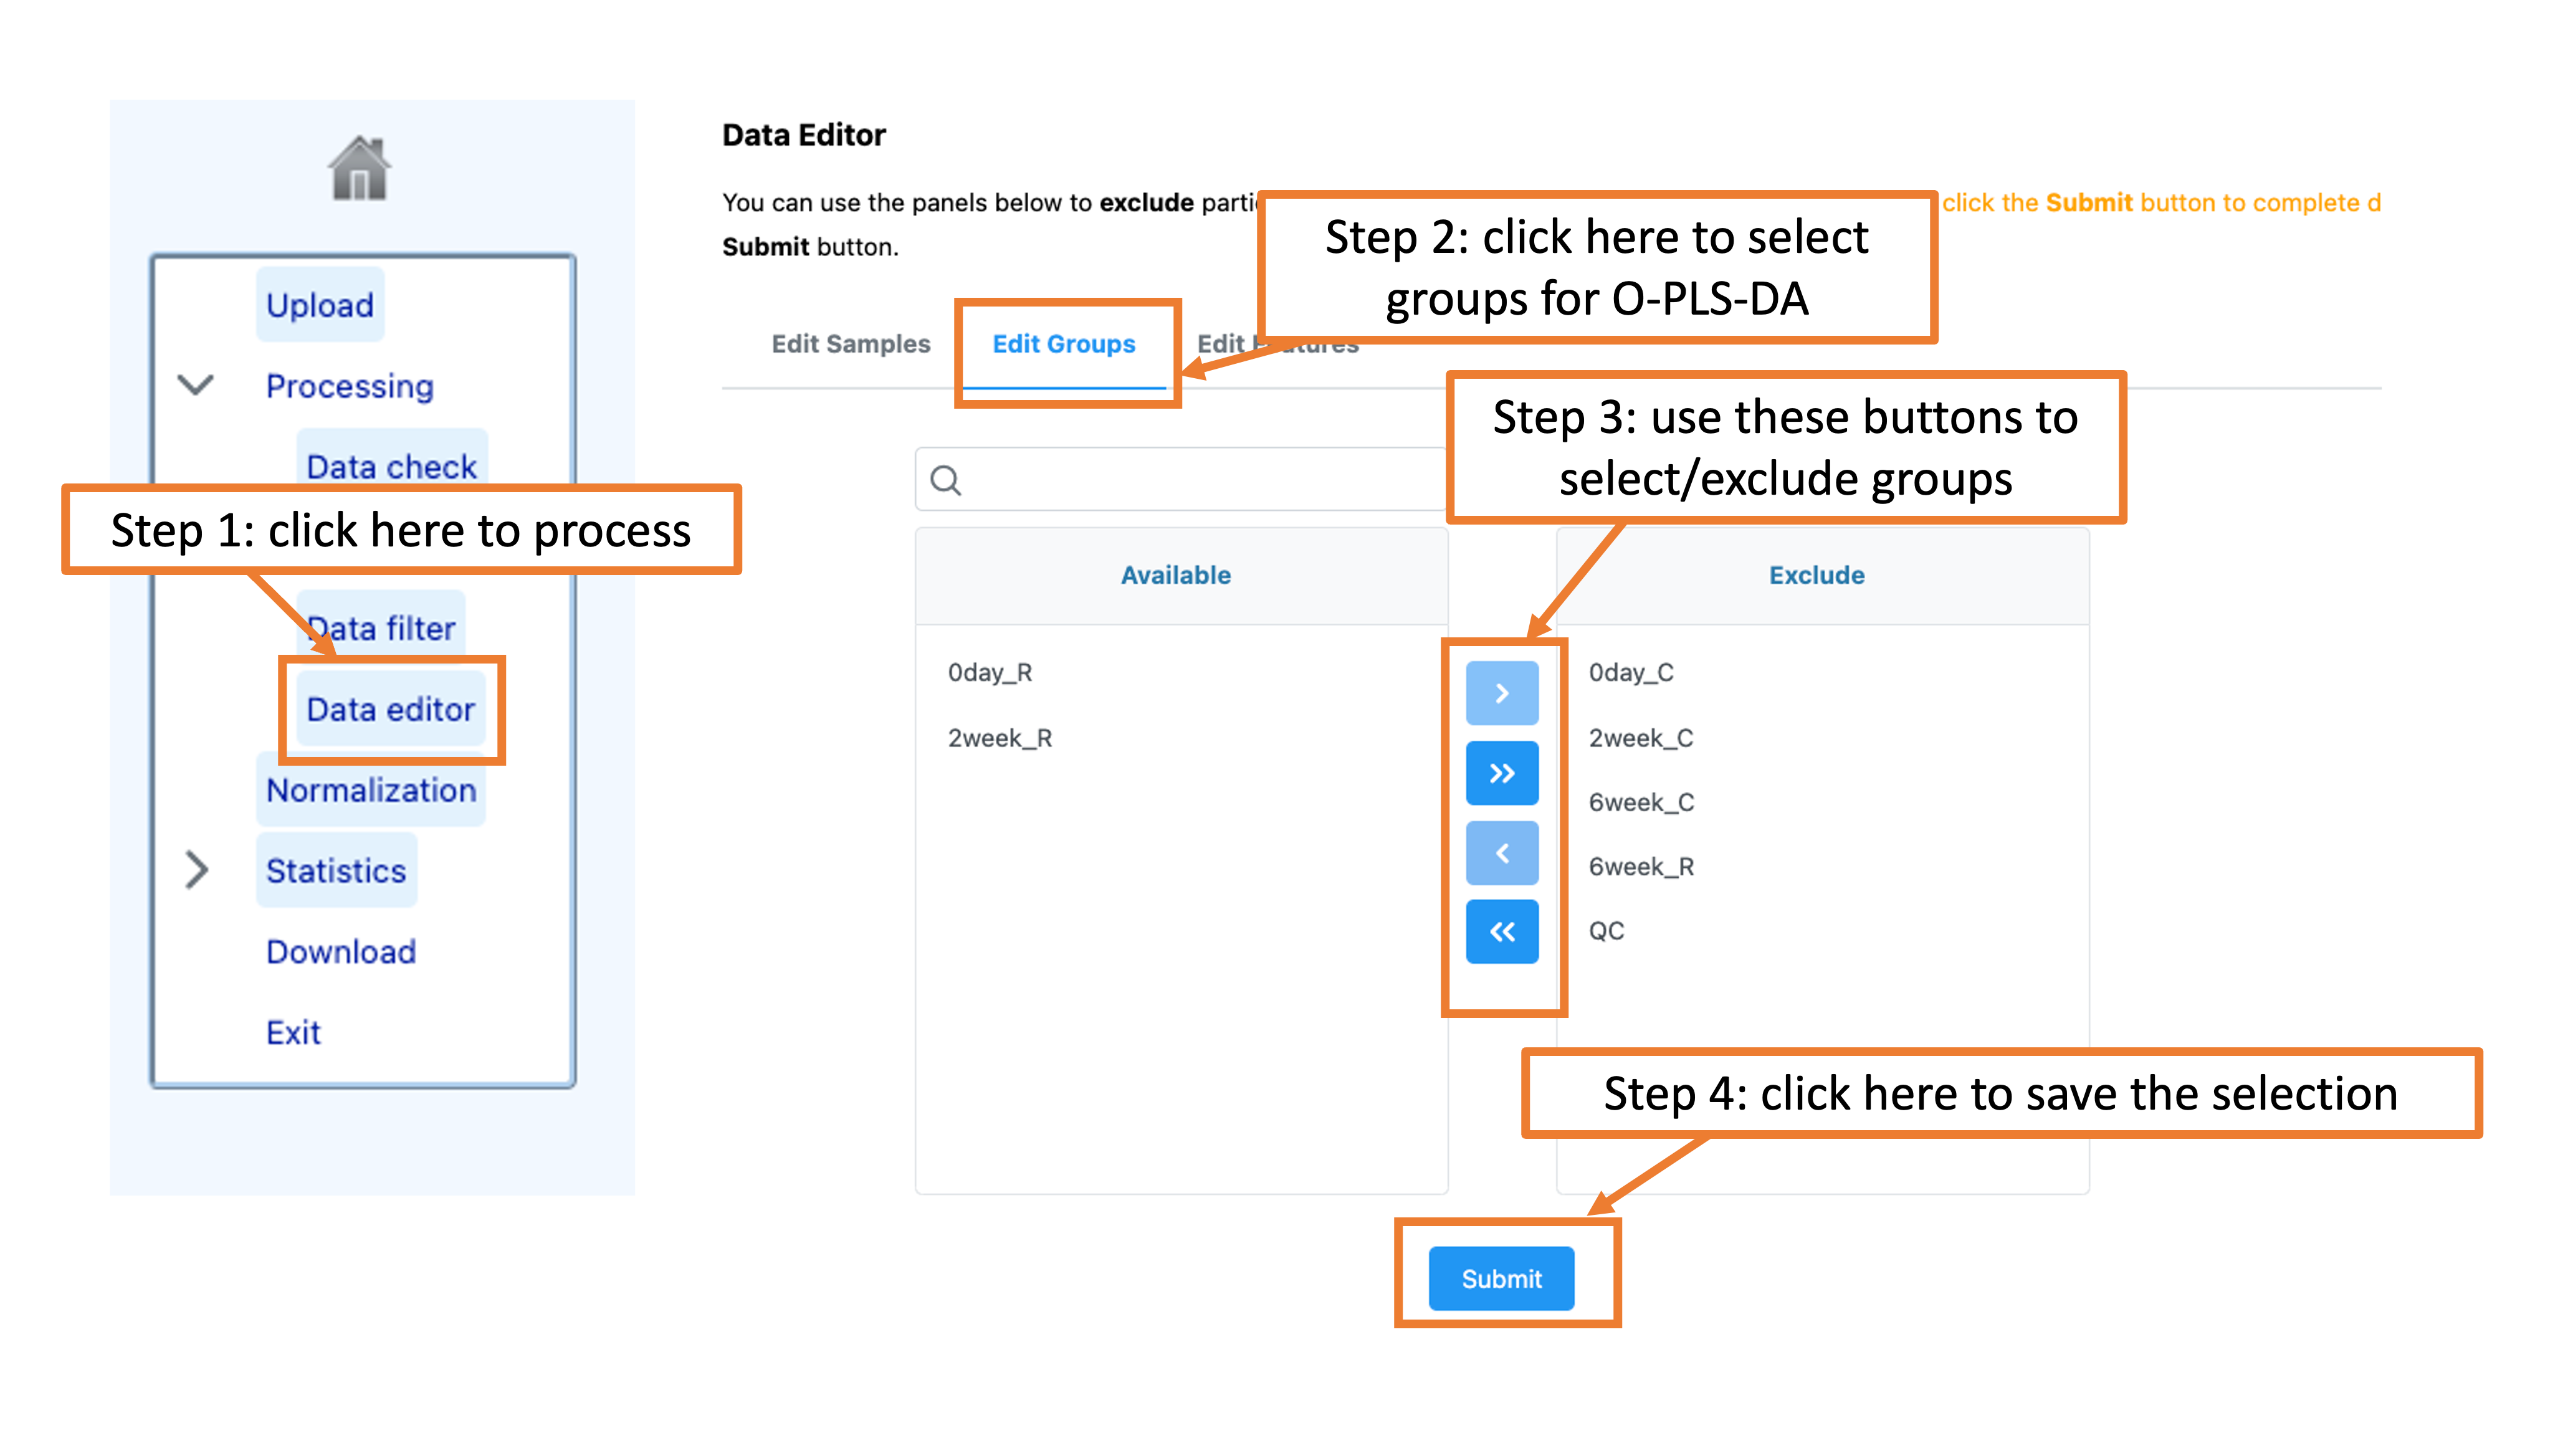 Data Editor
You can use the panels below to exclude
click the Submit button to complete
Submit button.
Step 2: click here to select
groups for O-PLS-DA
Edit Samples
Edit Groups
Edit
Step 3: use these buttons to
select/exclude groups
Upload
Processing
Data check
Step 1: click here to process
Data filter
Data editor
Normalization
Statistics
Download
Exit
Available
0day_R
2week_R
Exclude
0day_C
2week_C
6week_C
6week_R
QC
Step 4: click here to save the selection
Submit